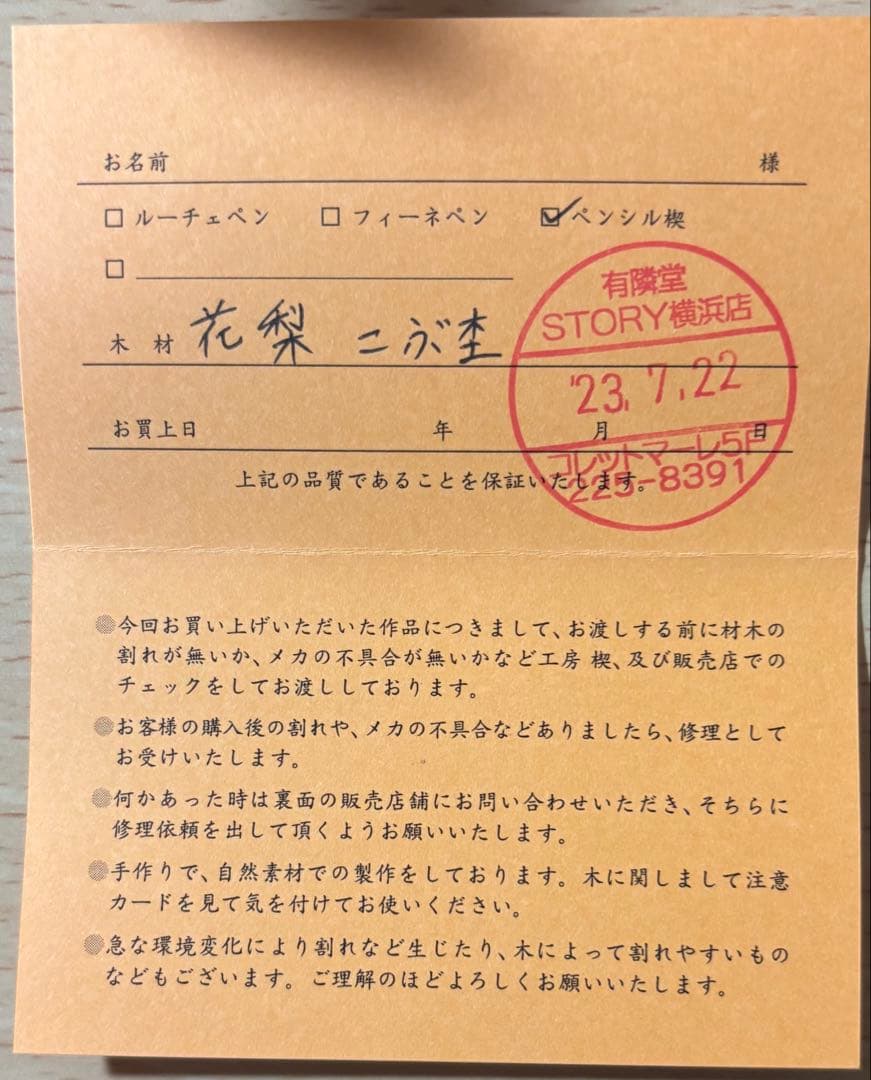 お名前 様
□ ルーチェペン □ フィーネペン ☑ ペンシル楔
□
木材 花梨 こぶ杢
有隣堂
STORY横浜店
'23.7.22
コレットマーレ5F
225-8391
お買上日 年 月 日
上記の品質であることを保証いたします。
●今回お買い上げいただいた作品につきまして、お渡しする前に材木の
割れが無いか、メカの不具合が無いかなど工房 楔、及び販売店での
チェックをしてお渡ししております。
●お客様の購入後の割れや、メカの不具合などありましたら、修理として
お受けいたします。
●何かあった時は裏面の販売店舗にお問い合わせいただき、そちらに
修理依頼を出して頂くようお願いいたします。
●手作りで、自然素材での製作をしております。木に関しまして注意
カードを見て気を付けてお使いください。
●急な環境変化により割れなど生じたり、木によって割れやすいもの
などもございます。ご理解のほどよろしくお願いいたします。